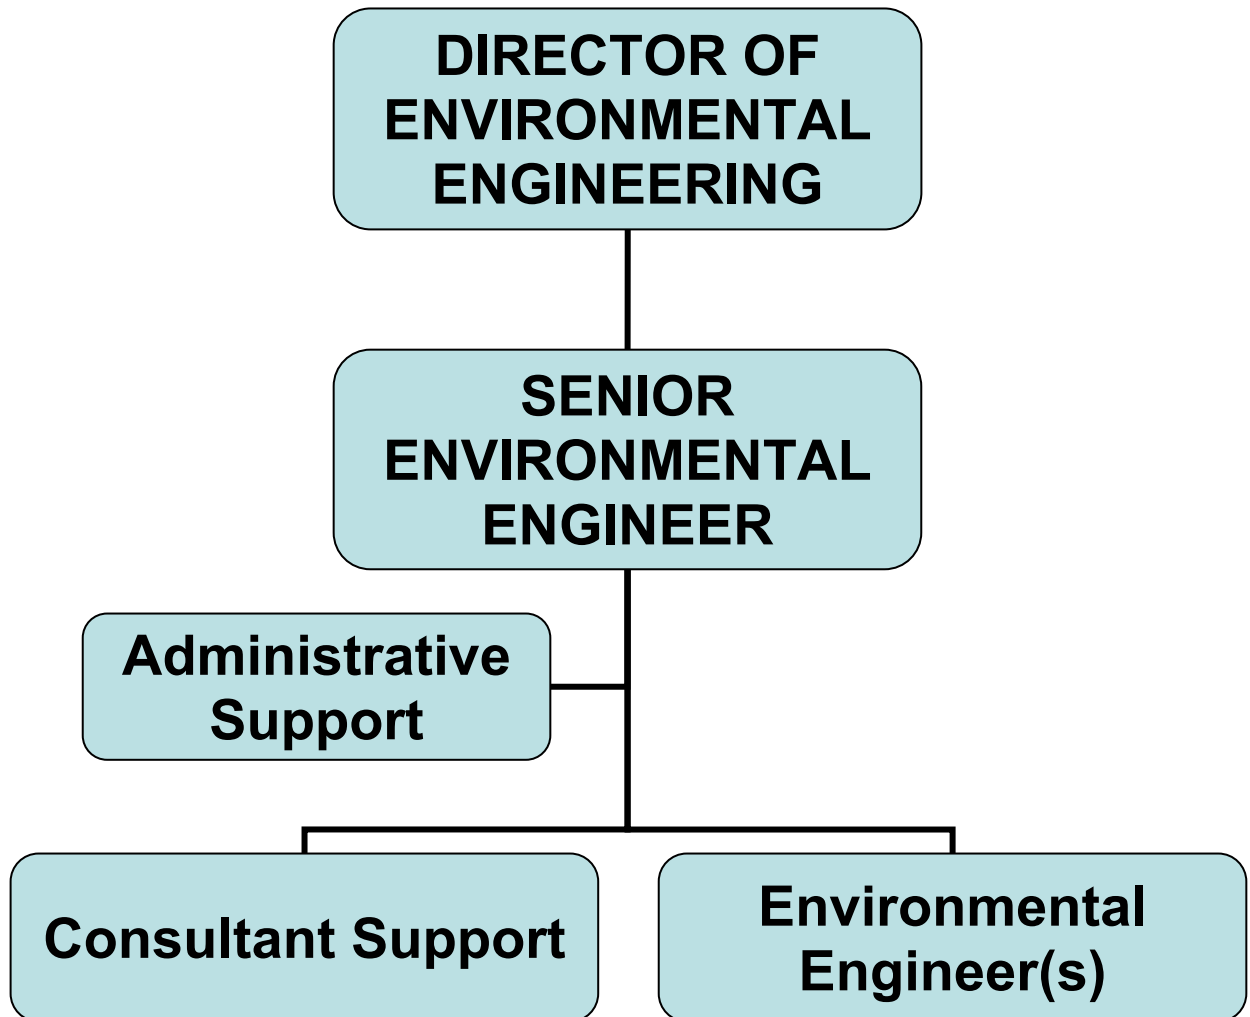 DIRECTOR OF
ENVIRONMENTAL
ENGINEERING
SENIOR
ENVIRONMENTAL
ENGINEER
Administrative
Support
Consultant Support
Environmental
Engineer(s)